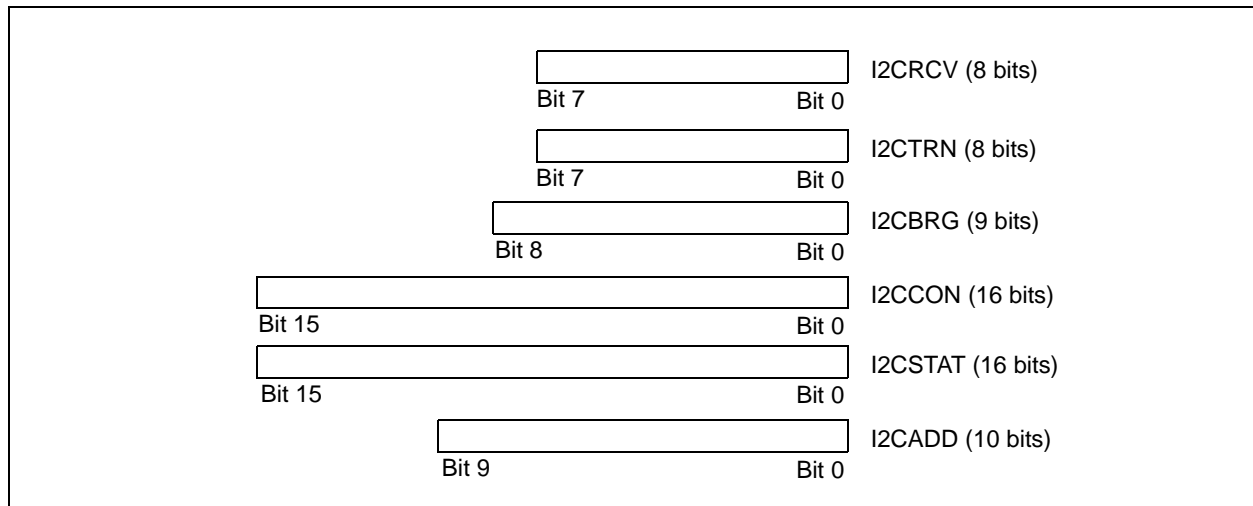 I2CRCV (8 bits)
Bit 7 Bit 0
I2CTRN (8 bits)
Bit 7 Bit 0
I2CBRG (9 bits)
Bit 8 Bit 0
I2CCON (16 bits)
Bit 15 Bit 0
I2CSTAT (16 bits)
Bit 15 Bit 0
I2CADD (10 bits)
Bit 9 Bit 0